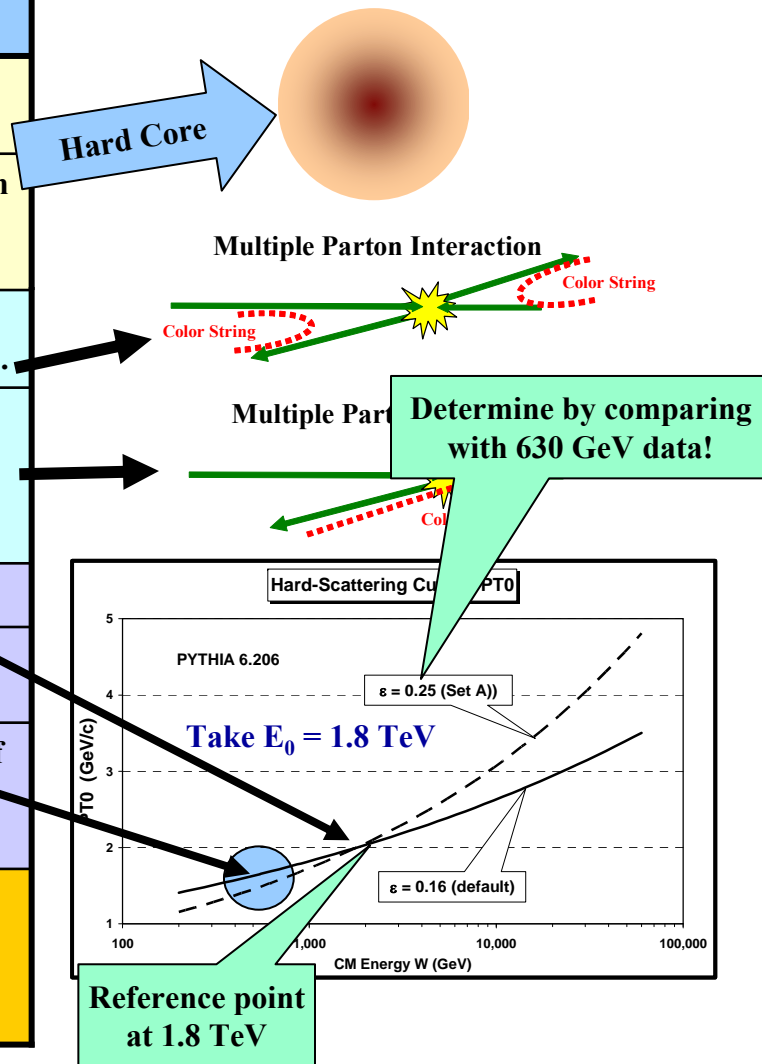 Hard Core
n
Multiple Parton Interaction
Color String
Color String
.
Multiple Part
Determine by comparing
with 630 GeV data!
Col
Hard-Scattering Cu PT0
5
4
3
2
1
PYTHIA 6.206
ε = 0.25 (Set A))
Take E₀ = 1.8 TeV
PT0 (GeV/c)
f
ε = 0.16 (default)
100
1,000
10,000
100,000
CM Energy W (GeV)
Reference point
at 1.8 TeV